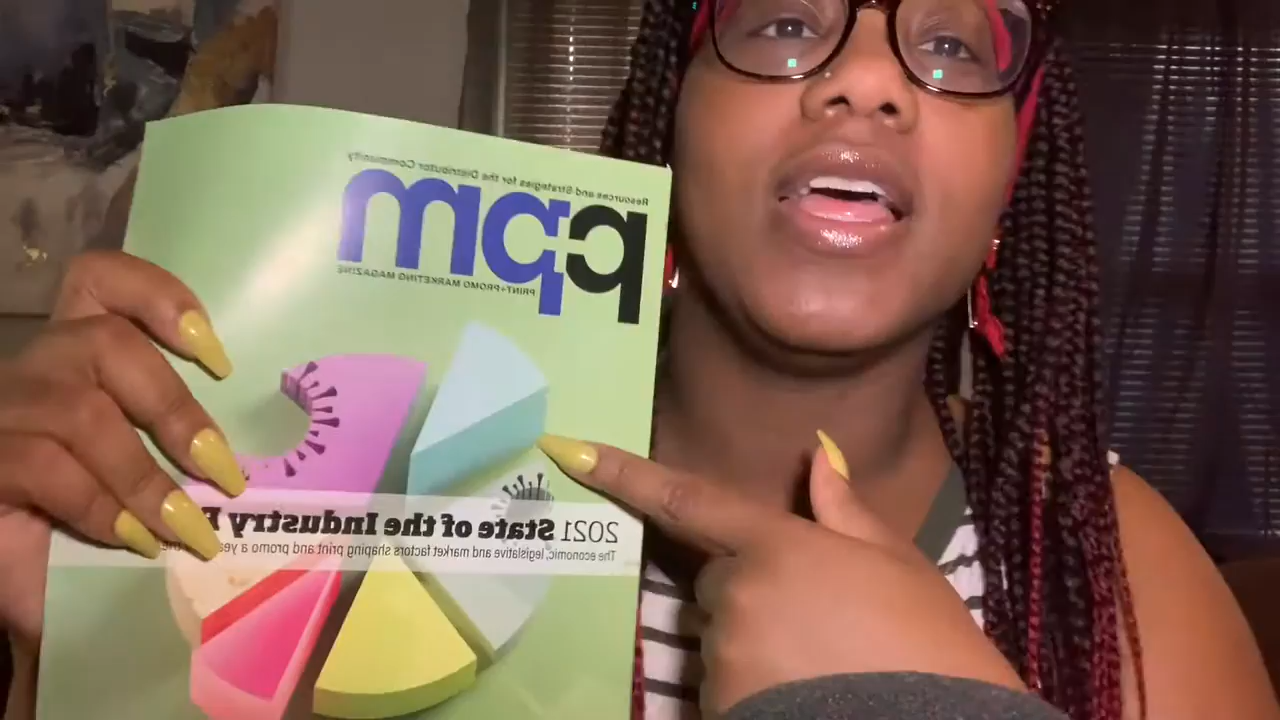 Resources and Strategies for the Distributor Community
ppm
PRINT+PROMO MARKETING MAGAZINE
2021 State of the Industry
The economic, legislative and market factors shaping print and promo a